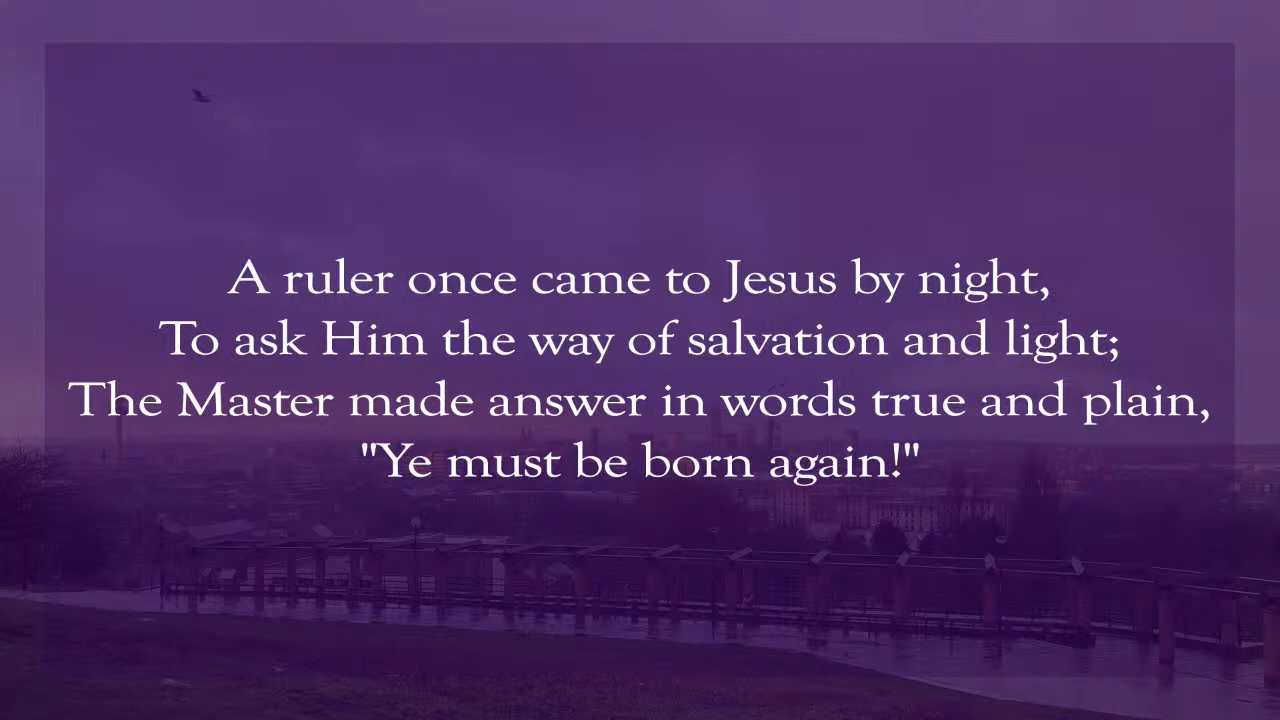 A ruler once came to Jesus by night,
To ask Him the way of salvation and light;
The Master made answer in words true and plain,
"Ye must be born again!"